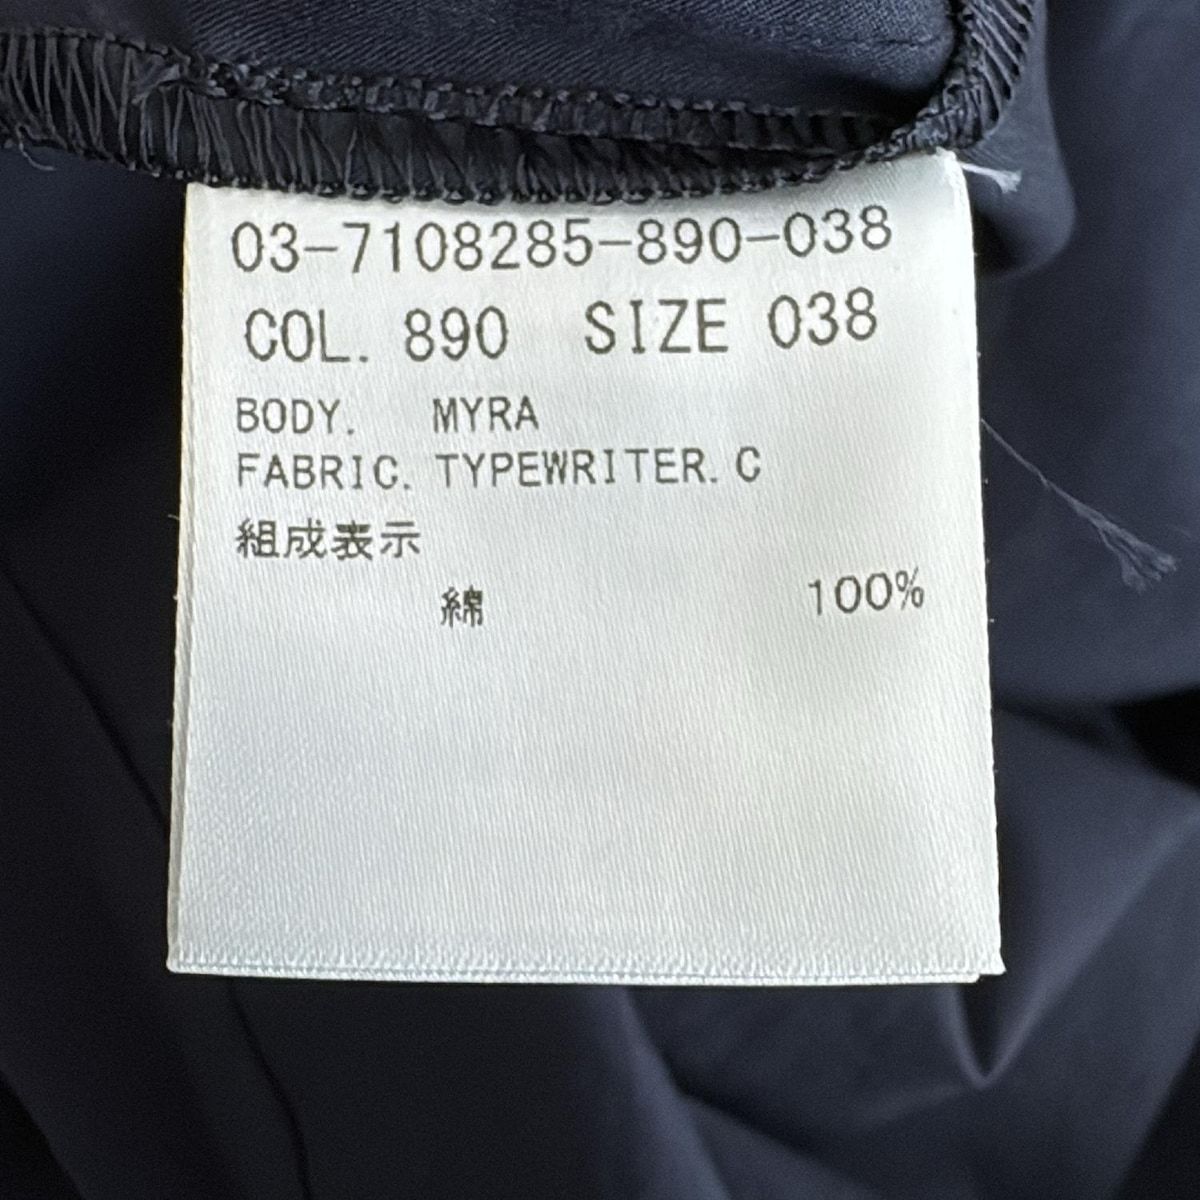 03-7108285-890-038
COL. 890 SIZE 038
BODY. MYRA
FABRIC. TYPEWRITER. C
組成表示
綿 100%